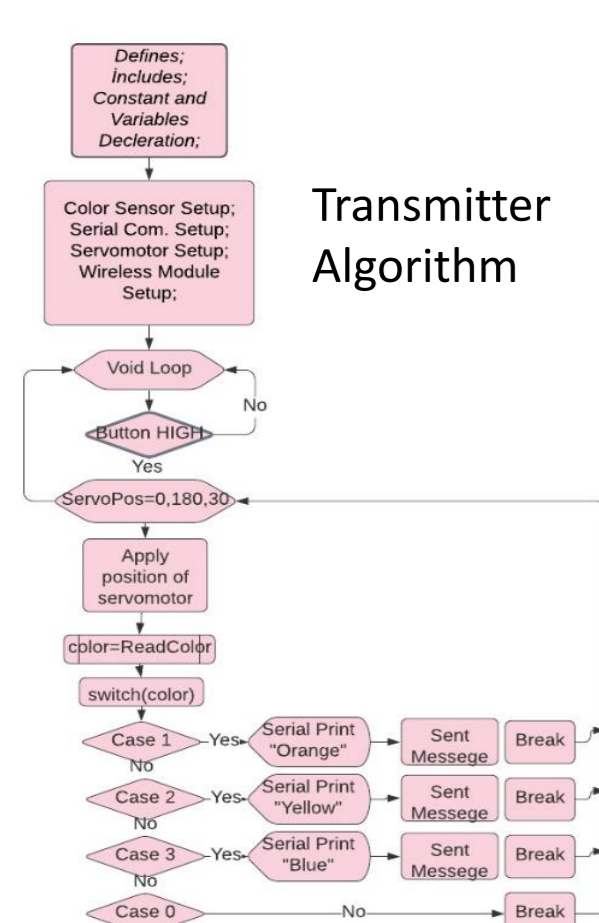 Defines;
İncludes;
Constant and
Variables
Decleration;
Color Sensor Setup;
Serial Com. Setup;
Servomotor Setup;
Wireless Module
Setup;
Transmitter
Algorithm
Void Loop
No
Button HIGH
Yes
ServoPos=0,180,30
Apply
position of
servomotor
color=ReadColor
switch(color)
Case 1
Yes
Serial Print
"Orange"
Sent
Messege
Break
No
Case 2
Yes
Serial Print
"Yellow"
Sent
Messege
Break
No
Case 3
Yes
Serial Print
"Blue"
Sent
Messege
Break
No
Case 0
No
Break